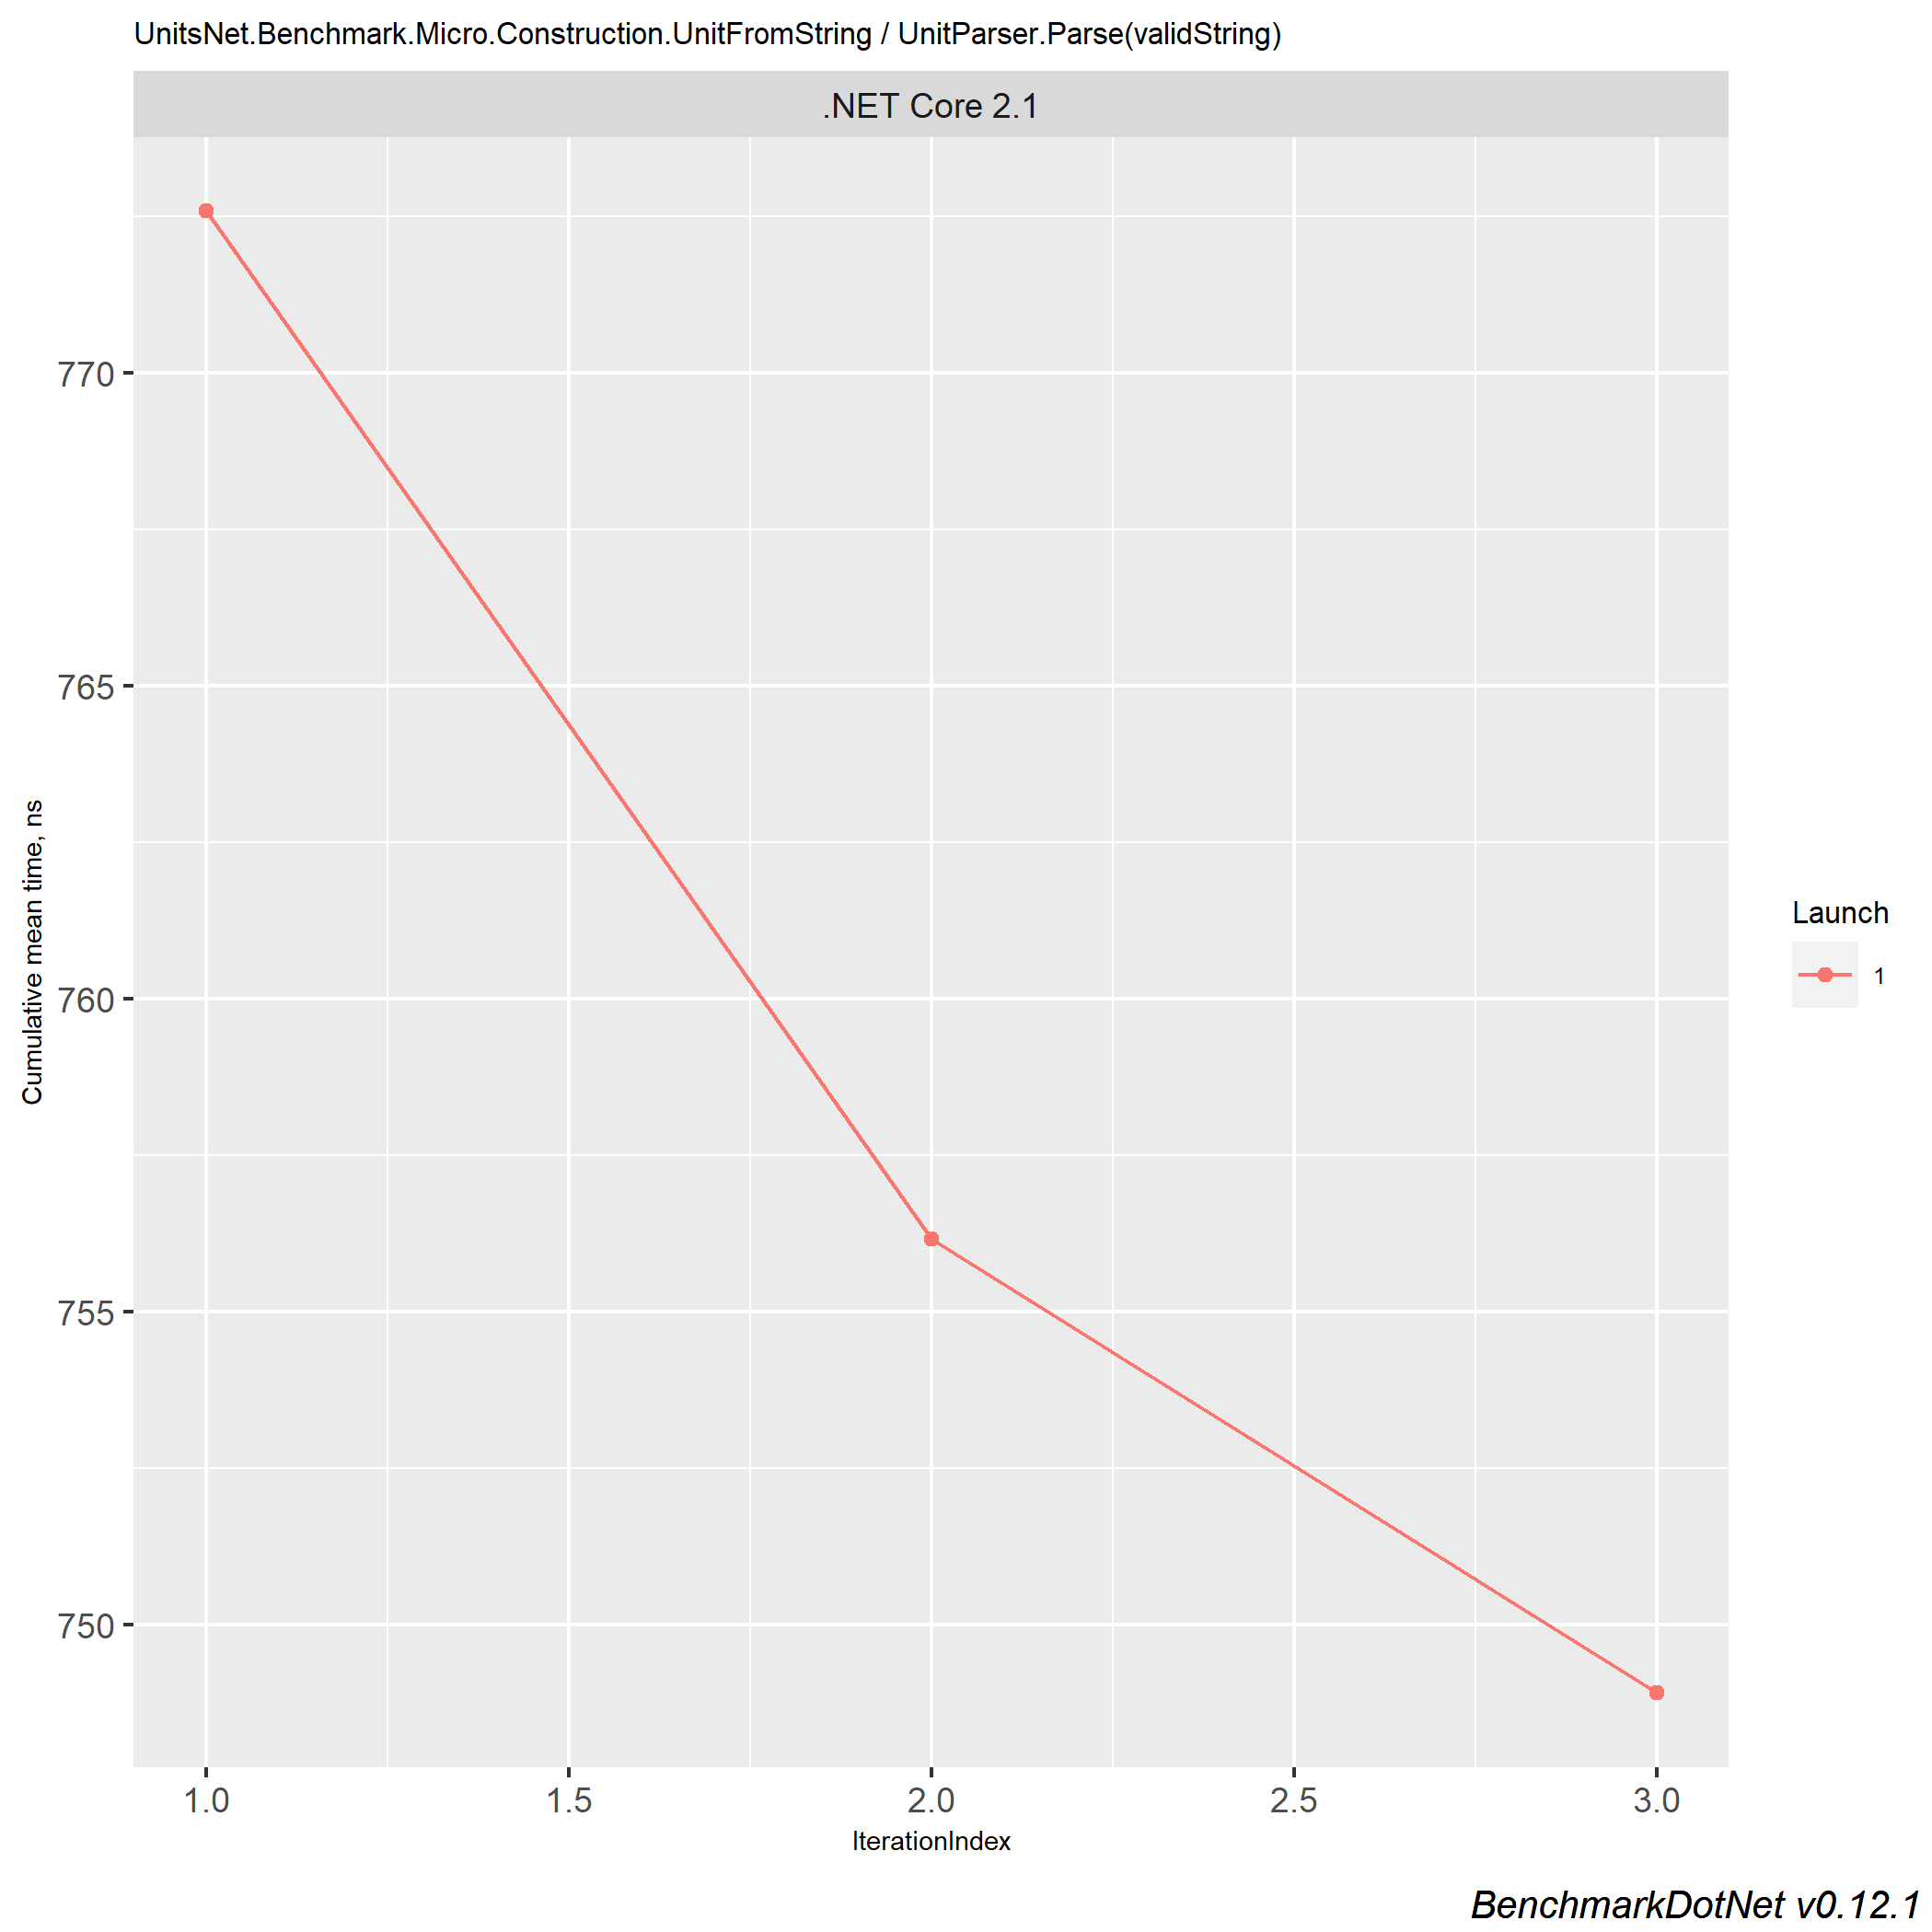 UnitsNet.Benchmark.Micro.Construction.UnitFromString / UnitParser.Parse(validString)
.NET Core 2.1
770
765
760
755
750
Cumulative mean time, ns
1.0 1.5 2.0 2.5 3.0
IterationIndex
Launch
1
BenchmarkDotNet v0.12.1